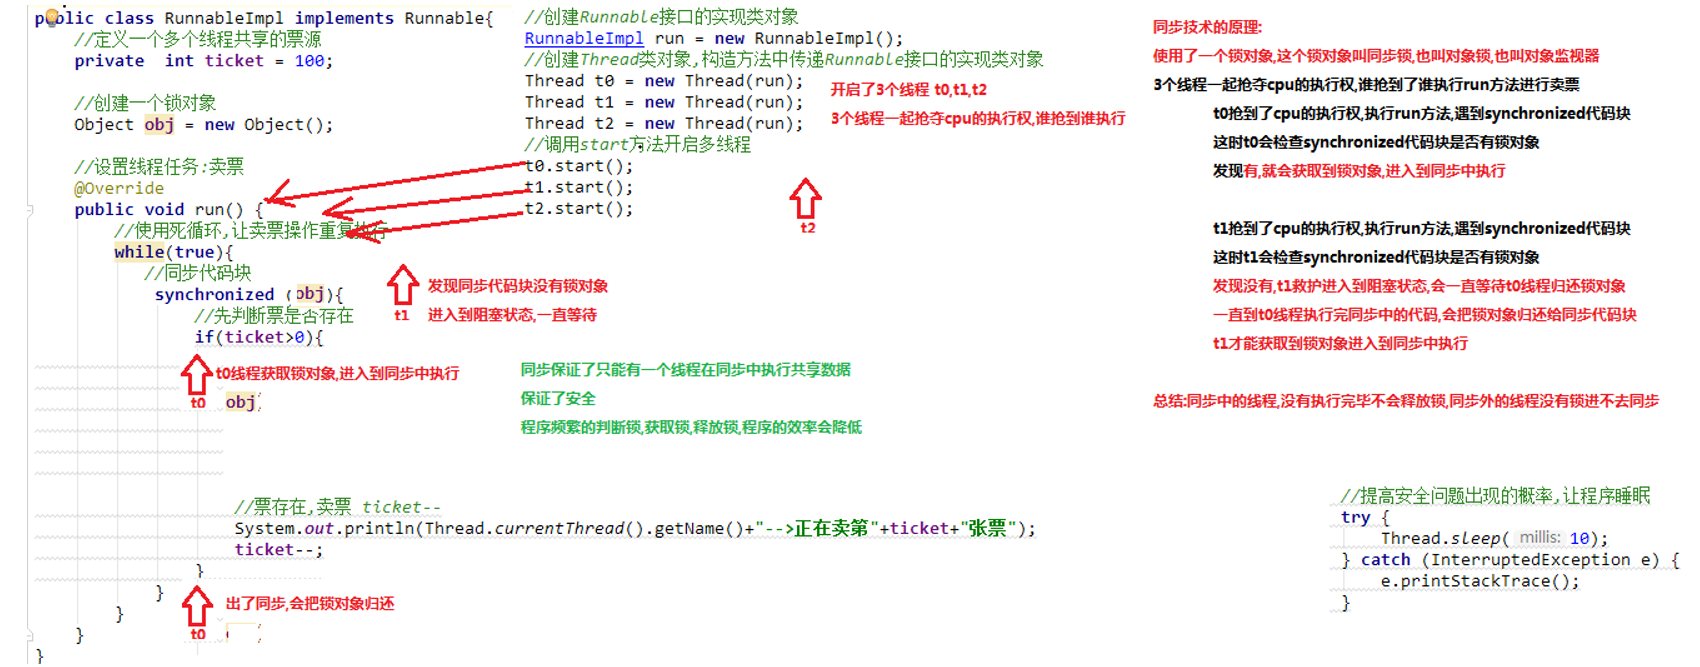 public class RunnableImpl implements Runnable{
//定义一个多个线程共享的票源
private  int ticket = 100;
//创建一个锁对象
Object obj = new Object();
//设置线程任务:卖票
@Override
public void run() {
//使用死循环,让卖票操作重复执行
while(true){
//同步代码块
synchronized (obj){
//先判断票是否存在
if(ticket>0){
t0线程获取锁对象,进入到同步中执行
t0
obj
//票存在,卖票 ticket--
System.out.println(Thread.currentThread().getName()+"-->正在卖第"+ticket+"张票");
ticket--;
}
}
出了同步,会把锁对象归还
t0
}
}
}
//创建Runnable接口的实现类对象
RunnableImpl run = new RunnableImpl();
//创建Thread类对象,构造方法中传递Runnable接口的实现类对象
Thread t0 = new Thread(run);
Thread t1 = new Thread(run);
Thread t2 = new Thread(run);
//调用start方法开启多线程
t0.start();
t1.start();
t2.start();
开启了3个线程 t0,t1,t2
3个线程一起抢夺cpu的执行权,谁抢到谁执行
t2
发现同步代码块没有锁对象
进入到阻塞状态,一直等待
t1
同步保证了只能有一个线程在同步中执行共享数据
保证了安全
程序频繁的判断锁,获取锁,释放锁,程序的效率会降低
同步技术的原理:
使用了一个锁对象,这个锁对象叫同步锁,也叫对象锁,也叫对象监视器
3个线程一起抢夺cpu的执行权,谁抢到了谁执行run方法进行卖票
t0抢到了cpu的执行权,执行run方法,遇到synchronized代码块
这时t0会检查synchronized代码块是否有锁对象
发现有,就会获取到锁对象,进入到同步中执行
t1抢到了cpu的执行权,执行run方法,遇到synchronized代码块
这时t1会检查synchronized代码块是否有锁对象
发现没有,t1救护进入到阻塞状态,会一直等待t0线程归还锁对象
一直到t0线程执行完同步中的代码,会把锁对象归还给同步代码块
t1才能获取到锁对象进入到同步中执行
总结:同步中的线程,没有执行完毕不会释放锁,同步外的线程没有锁进不去同步
//提高安全问题出现的概率,让程序睡眠
try {
Thread.sleep( millis: 10);
} catch (InterruptedException e) {
e.printStackTrace();
}